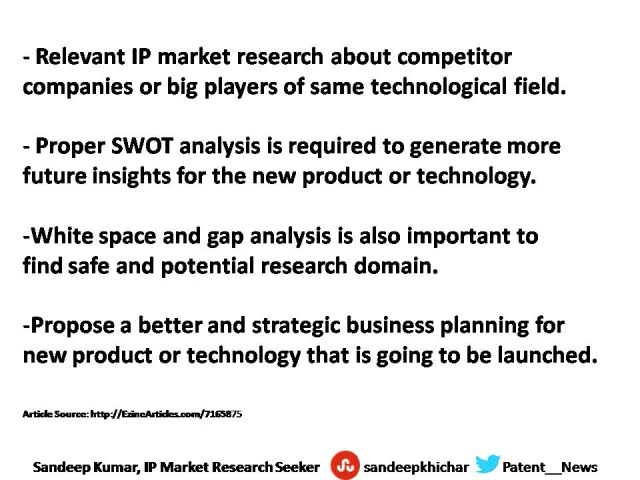 - Relevant IP market research about competitor
companies or big players of same technological field.
- Proper SWOT analysis is required to generate more
future insights for the new product or technology.
-White space and gap analysis is also important to
find safe and potential research domain.
-Propose a better and strategic business planning for
new product or technology that is going to be launched.
Article Source: http://EzineArticles.com/7165875
Sandeep Kumar, IP Market Research Seeker sandeepkhichar Patent__News